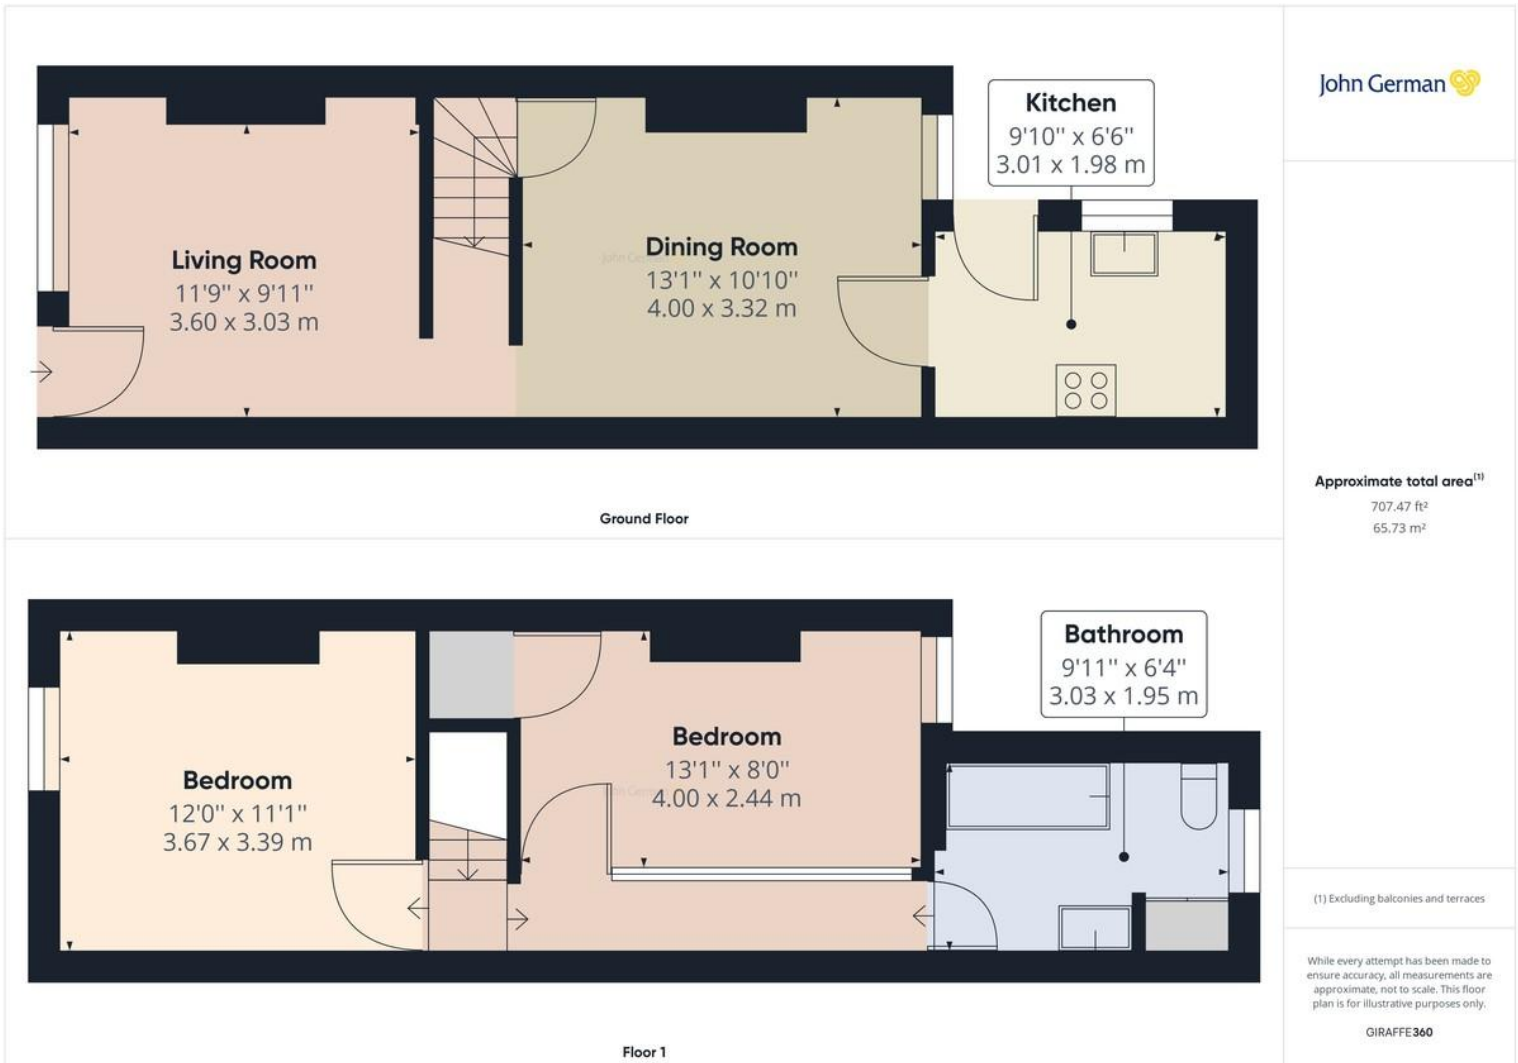 Kitchen
9'10" x 6'6"
3.01 x 1.98 m
Living Room
11'9" x 9'11"
3.60 x 3.03 m
John German
Dining Room
13'1" x 10'10"
4.00 x 3.32 m
Ground Floor
Bathroom
9'11" x 6'4"
3.03 x 1.95 m
Bedroom
12'0" x 11'1"
3.67 x 3.39 m
John German
Bedroom
13'1" x 8'0"
4.00 x 2.44 m
Floor 1
John German
Approximate total area(1)
707.47 ft²
65.73 m²
(1) Excluding balconies and terraces
While every attempt has been made to
ensure accuracy, all measurements are
approximate, not to scale. This floor
plan is for illustrative purposes only.
GIRAFFE360